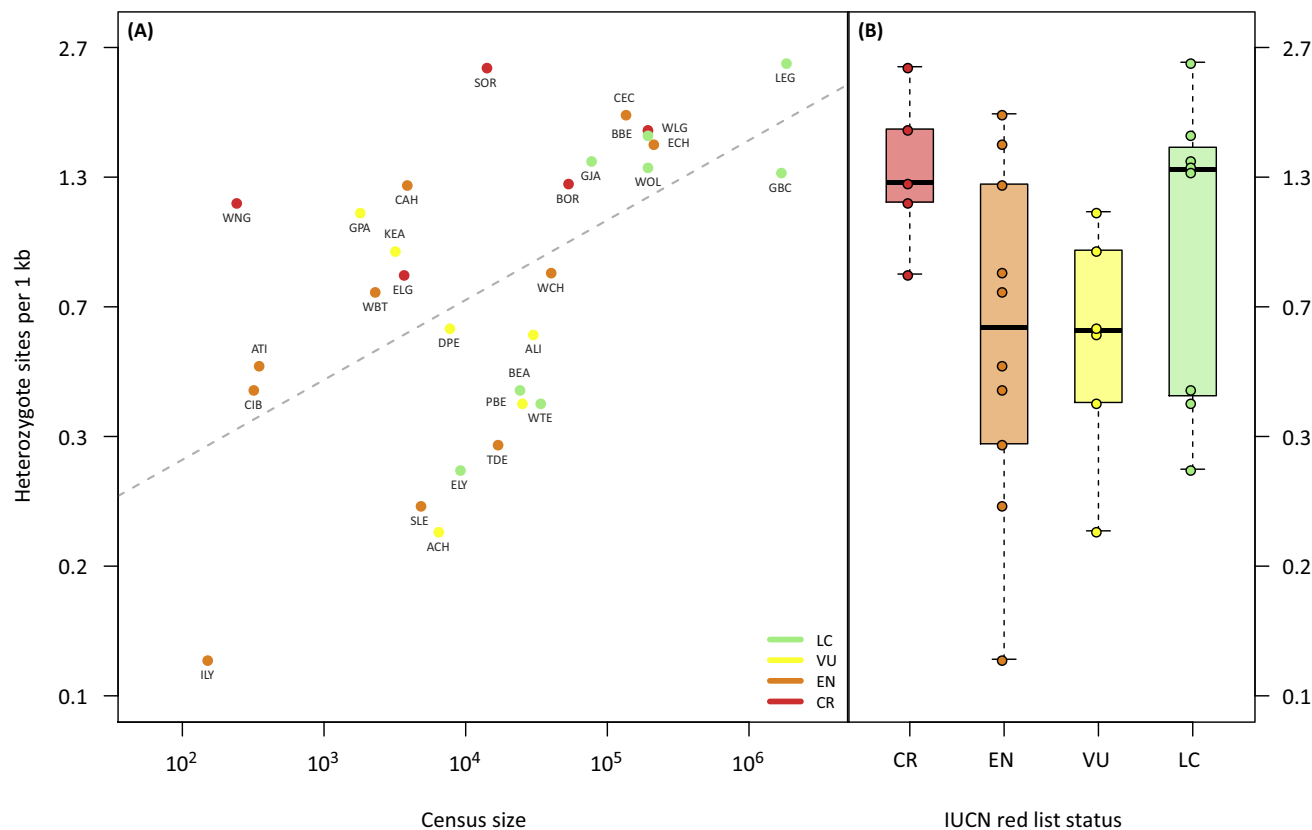 (A)
(B)
Heterozygote sites per 1 kb
2.7
1.3
0.7
0.3
0.2
0.1
SOR
LEG
CEC
BBE
WLG
ECH
GJA
WOL
GBC
BOR
CAH
WNG
GPA
KEA
ELG
WBT
WCH
DPE
ALI
ATI
CIB
BEA
PBE
WTE
TDE
ELY
SLE
ACH
ILY
LC
VU
EN
CR
10²
10³
10⁴
10⁵
10⁶
Census size
2.7
1.3
0.7
0.3
0.2
0.1
CR
EN
VU
LC
IUCN red list status